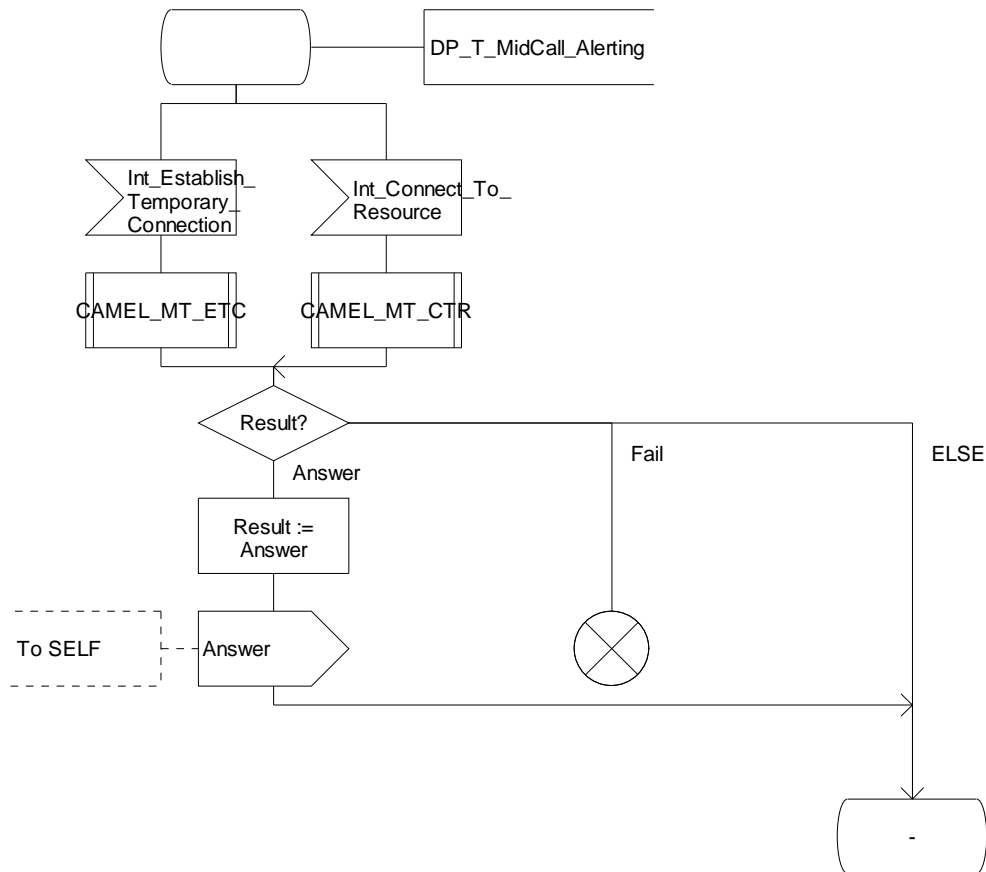 DP_T_MidCall_Alerting
Int_Establish_
Temporary_
Connection
Int_Connect_To_
Resource
CAMEL_MT_ETC
CAMEL_MT_CTR
Result?
Answer
Fail
ELSE
Result :=
Answer
To SELF
Answer
-